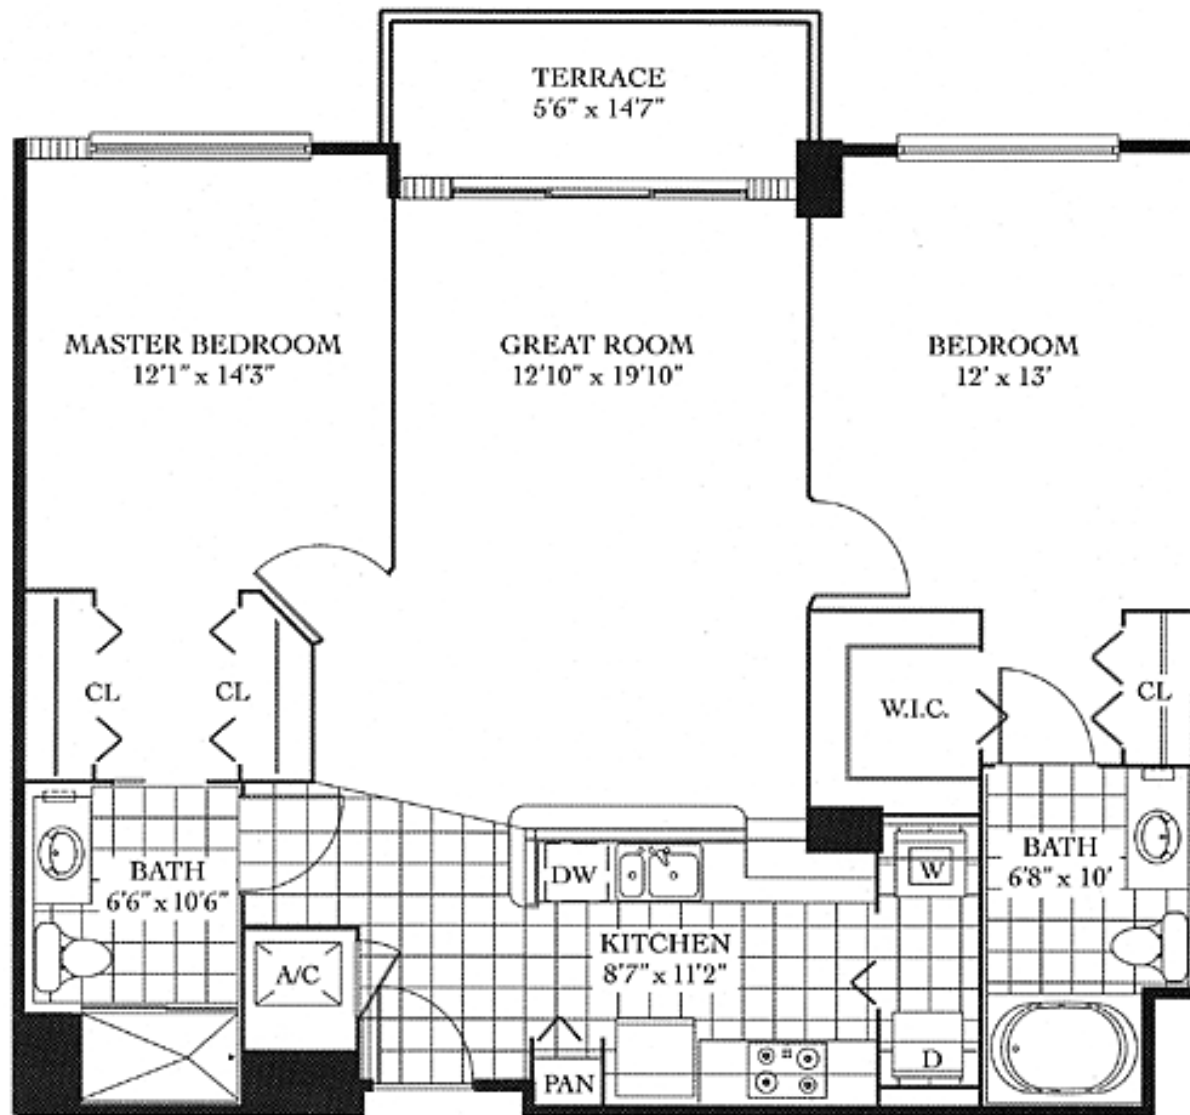 TERRACE
5'6" x 14'7"
MASTER BEDROOM
12'1" x 14'3"
GREAT ROOM
12'10" x 19'10"
BEDROOM
12' x 13'
CL
CL
W.I.C.
CL
BATH
6'6" x 10'6"
DW
W
BATH
6'8" x 10'
A/C
KITCHEN
8'7" x 11'2"
PAN
D